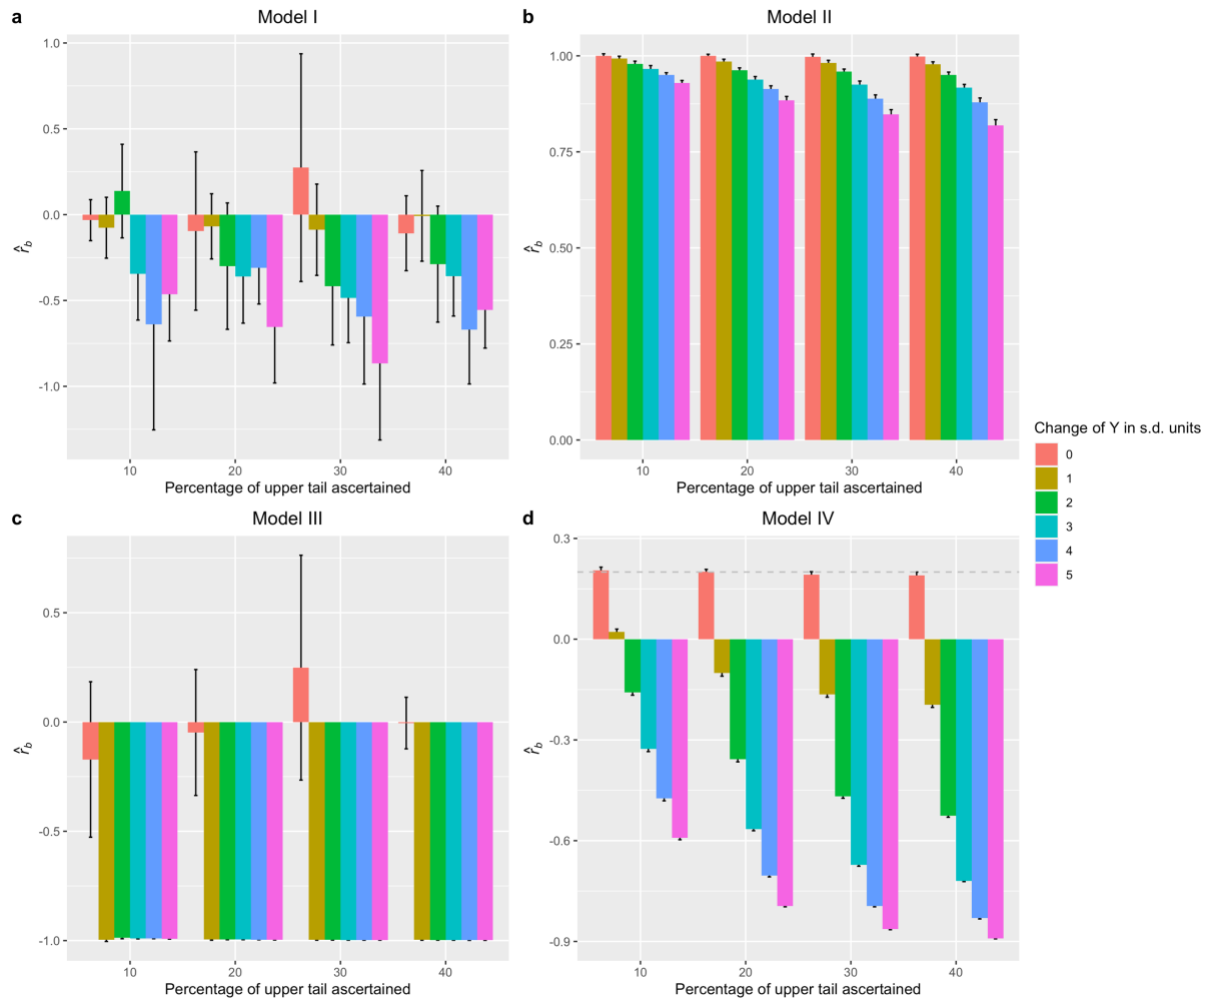 a
Model I
1.0
0.5
0.0
-0.5
-1.0
r̂b
10 20 30 40
Percentage of upper tail ascertained
b
Model II
1.00
0.75
0.50
0.25
0.00
r̂b
10 20 30 40
Percentage of upper tail ascertained
c
Model III
0.5
0.0
-0.5
-1.0
r̂b
10 20 30 40
Percentage of upper tail ascertained
d
Model IV
0.3
0.0
-0.3
-0.6
-0.9
r̂b
10 20 30 40
Percentage of upper tail ascertained
Change of Y in s.d. units
0
1
2
3
4
5